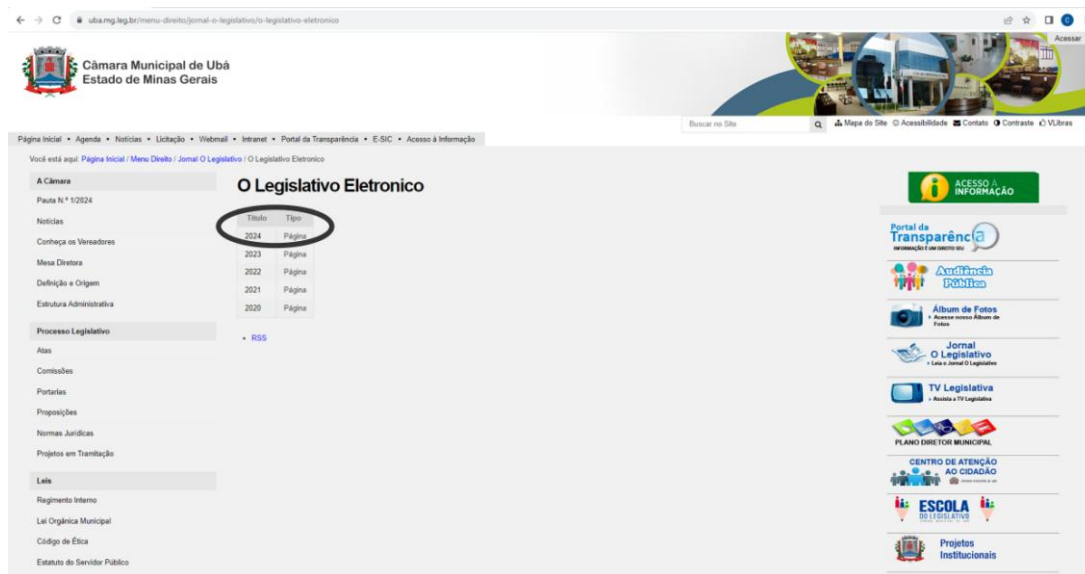 uba.mg.leg.br/menu-direito/jornal-o-legislativo/o-legislativo-eletronico
Acessar
Câmara Municipal de Ubá
Estado de Minas Gerais
Buscar no Site
Mapa do Site Acessibilidade Contato Contraste VLibras
Página Inicial • Agenda • Notícias • Licitação • Webmail • Intranet • Portal da Transparência • E-SIC • Acesso à Informação
Você está aqui: Página Inicial / Menu Direito / Jornal O Legislativo / O Legislativo Eletronico
A Câmara
Pauta N.º 1/2024
Notícias
Conheça os Vereadores
Mesa Diretora
Definição e Origem
Estrutura Administrativa
Processo Legislativo
Atas
Comissões
Portarias
Proposições
Normas Jurídicas
Projetos em Tramitação
Leis
Regimento Interno
Lei Orgânica Municipal
Código de Ética
Estatuto do Servidor Público
O Legislativo Eletronico
Título Tipo
2024 Página
2023 Página
2022 Página
2021 Página
2020 Página
• RSS
ACESSO À
INFORMAÇÃO
Portal da
Transparência
INFORMAÇÃO É UM DIREITO SEU
Audiência
Pública
Álbum de Fotos
Acesse nosso Álbum de
Fotos
Jornal
O Legislativo
Leia o Jornal O Legislativo
TV Legislativa
Assista a TV Legislativa
PLANO DIRETOR MUNICIPAL
CENTRO DE ATENÇÃO
AO CIDADÃO
ESCOLA
DO LEGISLATIVO
Projetos
Institucionais